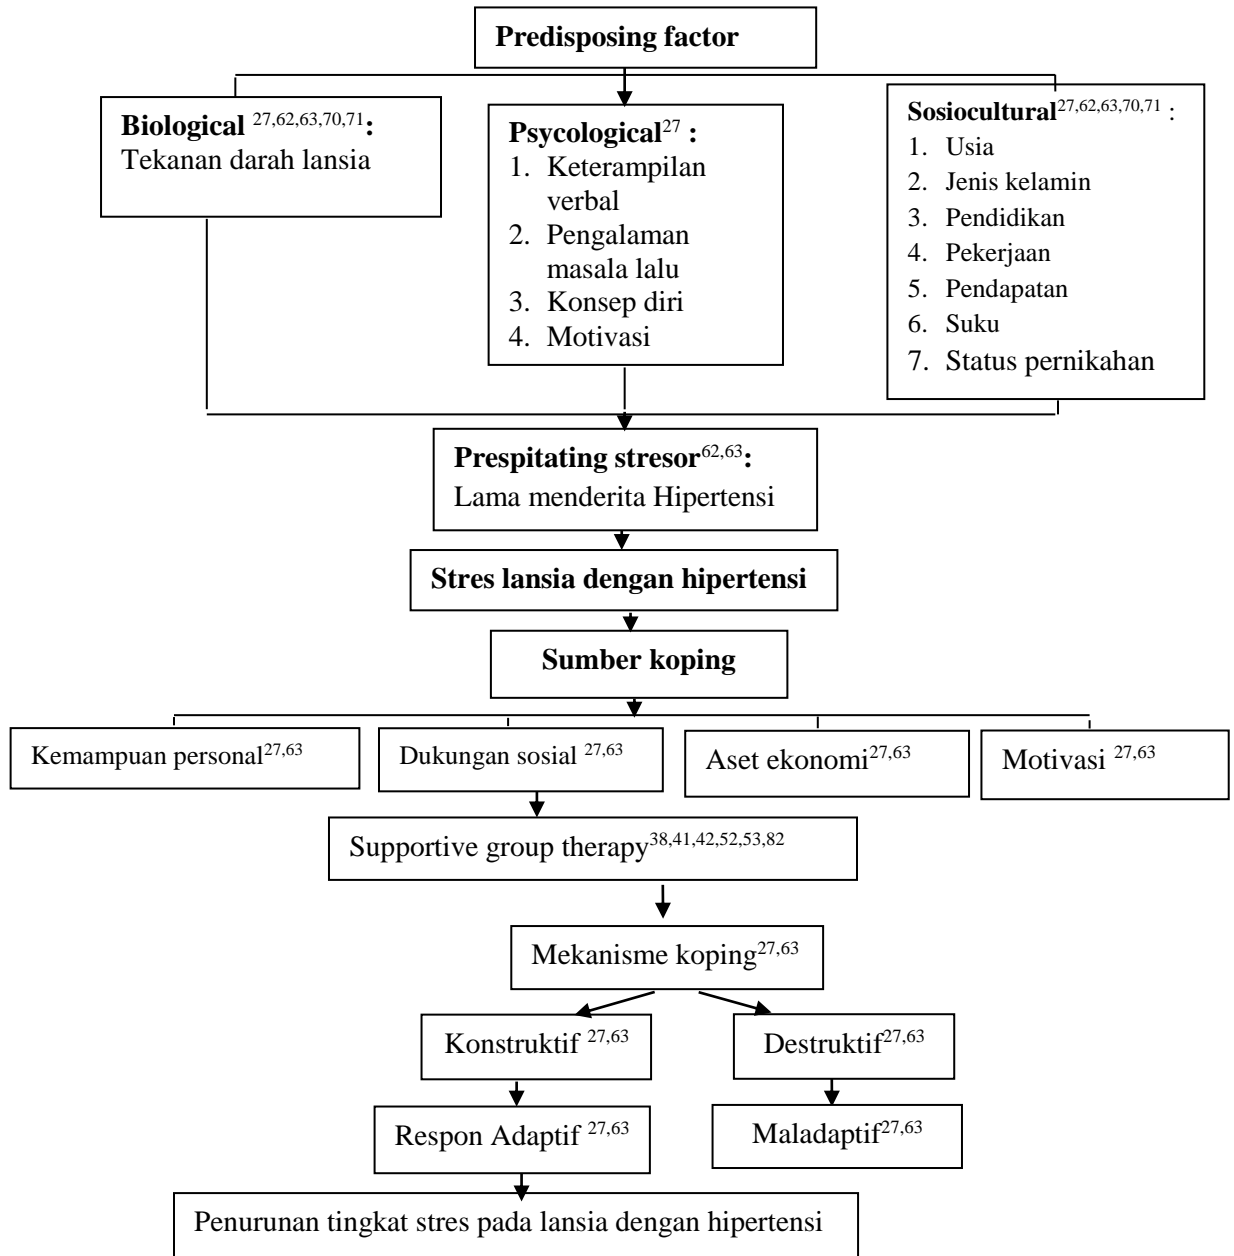 Predisposing factor
Biological 27,62,63,70,71:
Tekanan darah lansia
Psycological27 :
1. Keterampilan
verbal
2. Pengalaman
masala lalu
3. Konsep diri
4. Motivasi
Sosiocultural27,62,63,70,71 :
1. Usia
2. Jenis kelamin
3. Pendidikan
4. Pekerjaan
5. Pendapatan
6. Suku
7. Status pernikahan
Prespitating stresor62,63:
Lama menderita Hipertensi
Stres lansia dengan hipertensi
Sumber koping
Kemampuan personal27,63
Dukungan sosial 27,63
Aset ekonomi27,63
Motivasi 27,63
Supportive group therapy38,41,42,52,53,82
Mekanisme koping27,63
Konstruktif 27,63
Destruktif27,63
Respon Adaptif 27,63
Maladaptif27,63
Penurunan tingkat stres pada lansia dengan hipertensi